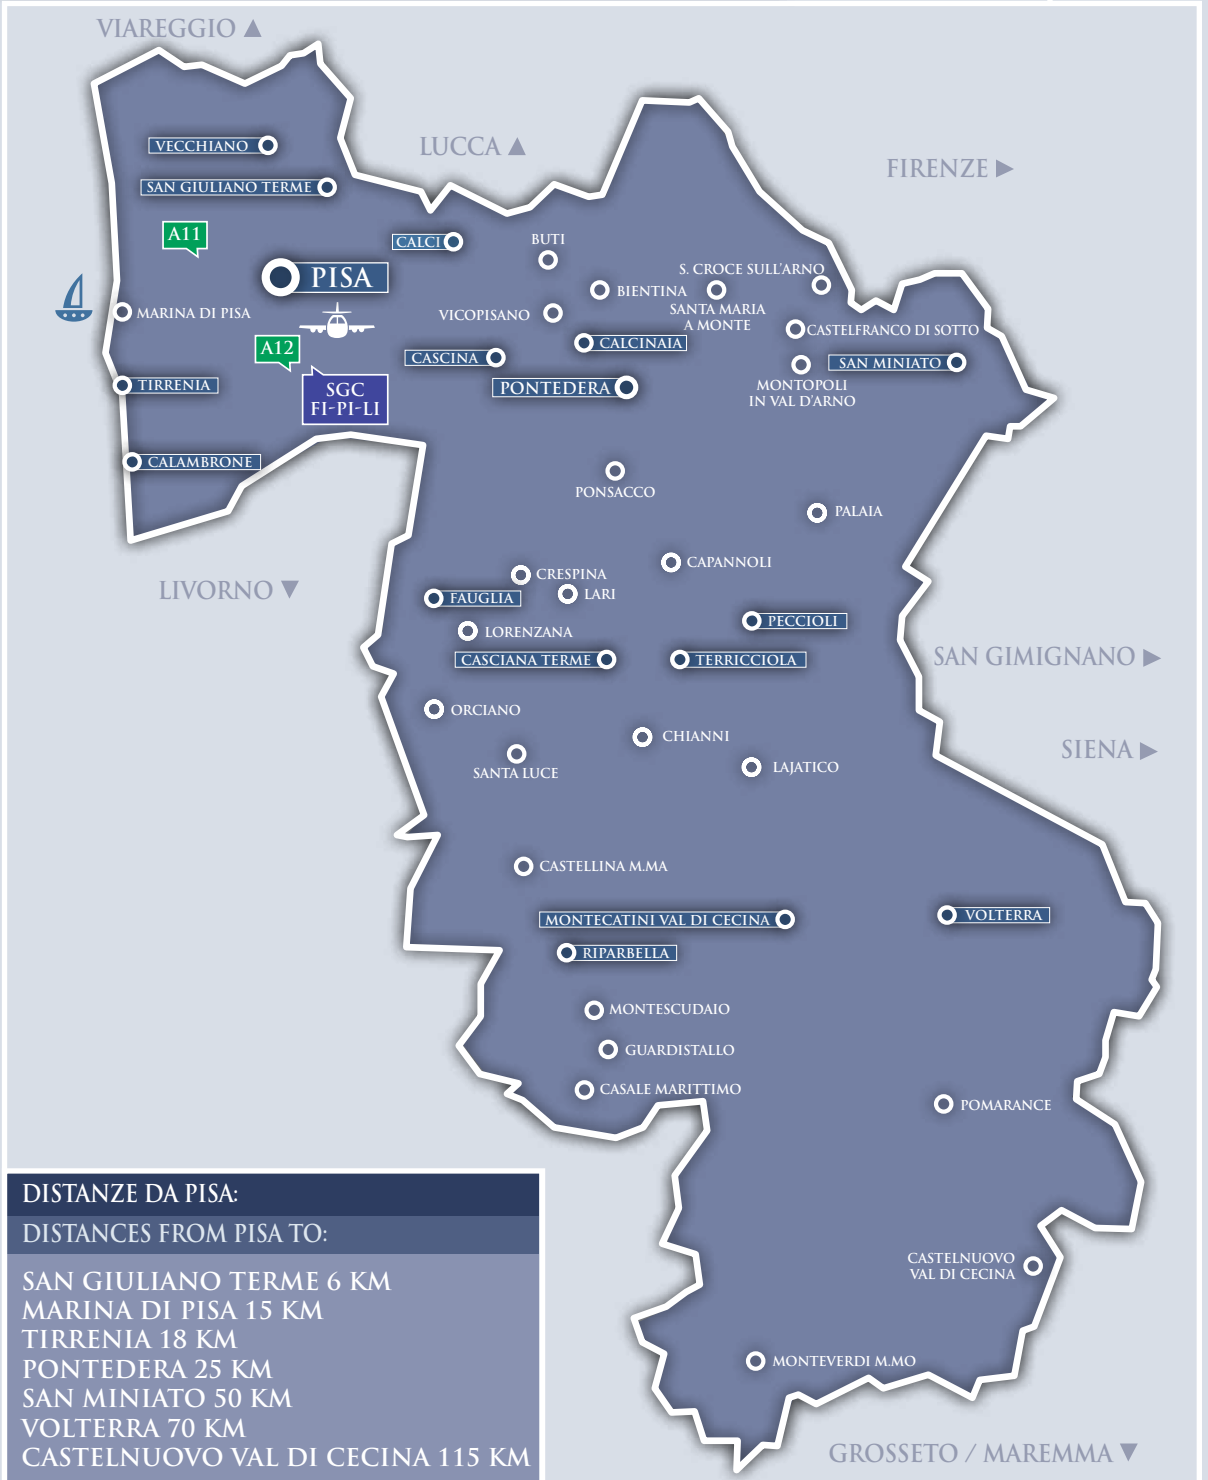 VIAREGGIO
LUCCA
FIRENZE
VECCHIANO
SAN GIULIANO TERME
A11
CALCI
BUTI
PISA
S. CROCE SULL'ARNO
BIENTINA
SANTA MARIA
A MONTE
MARINA DI PISA
VICOPISANO
CASTELFRANCO DI SOTTO
A12
CALCINAIA
CASCINA
SAN MINIATO
TIRRENIA
SGC
FI-PI-LI
PONTEDERA
MONTOPOLI
IN VAL D'ARNO
CALAMBRONE
PONSACCO
PALAIA
CAPANNOLI
CRESPINA
LIVORNO
LARI
FAUGLIA
PECCIOLI
LORENZANA
SAN GIMIGNANO
CASCIANA TERME
TERRICCIOLA
ORCIANO
CHIANNI
SIENA
SANTA LUCE
LAJATICO
CASTELLINA M.MA
MONTECATINI VAL DI CECINA
VOLTERRA
RIPARBELLA
MONTESCUDAIO
GUARDISTALLO
CASALE MARITTIMO
POMARANCE
CASTELNUOVO
VAL DI CECINA
MONTEVERDI M.MO
GROSSETO / MAREMMA
DISTANZE DA PISA:
DISTANCES FROM PISA TO:
SAN GIULIANO TERME 6 KM
MARINA DI PISA 15 KM
TIRRENIA 18 KM
PONTEDERA 25 KM
SAN MINIATO 50 KM
VOLTERRA 70 KM
CASTELNUOVO VAL DI CECINA 115 KM